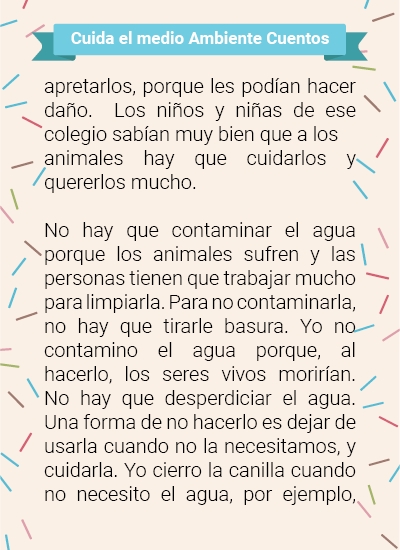 Cuida el medio Ambiente Cuentos
apretarlos, porque les podían hacer
daño. Los niños y niñas de ese
colegio sabían muy bien que a los
animales hay que cuidarlos y
quererlos mucho.
No hay que contaminar el agua
porque los animales sufren y las
personas tienen que trabajar mucho
para limpiarla. Para no contaminarla,
no hay que tirarle basura. Yo no
contamino el agua porque, al
hacerlo, los seres vivos morirían.
No hay que desperdiciar el agua.
Una forma de no hacerlo es dejar de
usarla cuando no la necesitamos, y
cuidarla. Yo cierro la canilla cuando
no necesito el agua, por ejemplo,